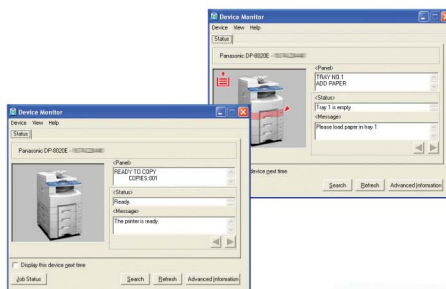 Device Monitor
Device View Help
Status
Panasonic DP-8020E -
<Panel>
TRAY NO.1
ADD PAPER
<Status>
Tray 1 is empty
<Message>
Please load paper in tray 1
device next time
Search Refresh Advanced Information
Device Monitor
Device View Help
Status
Panasonic DP-8020E -
<Panel>
READY TO COPY
COPIES:001
<Status>
Ready.
<Message>
The printer is ready.
Display this device next time
Job Status Search Refresh Advanced Information